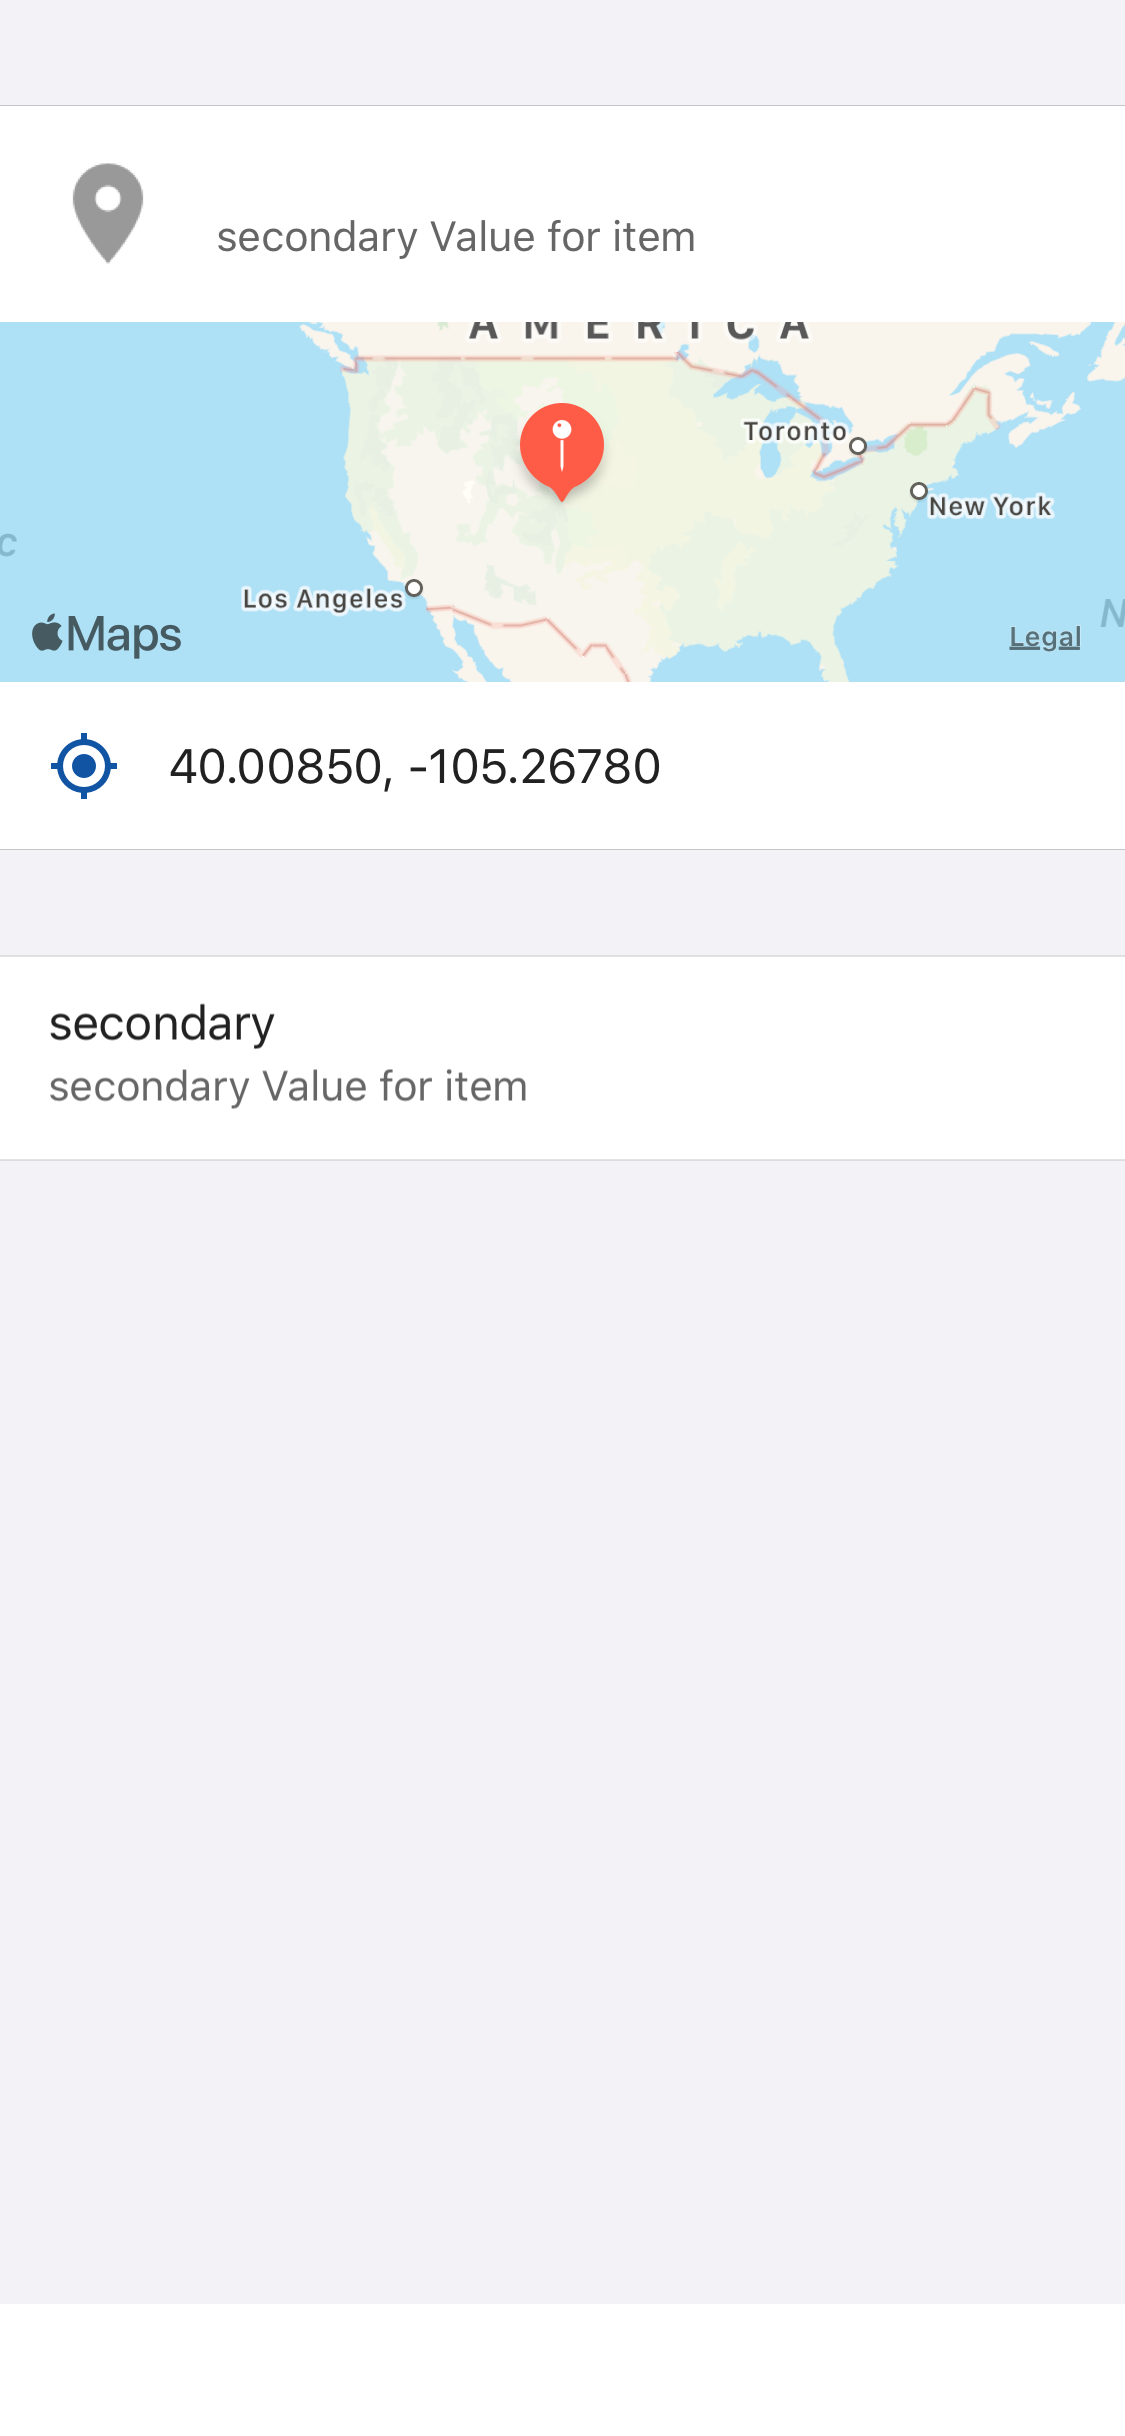 secondary Value for item
AMERICA
Toronto
New York
Los Angeles
Maps
Legal
40.00850, -105.26780
secondary
secondary Value for item